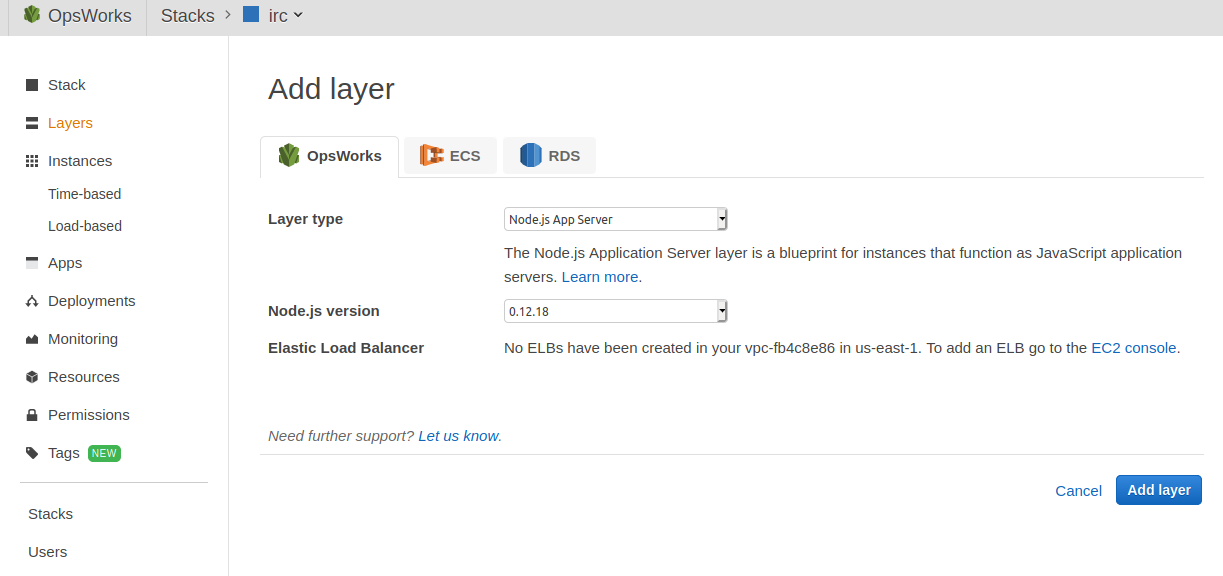 OpsWorks Stacks > irc
Stack
Layers
Instances
Time-based
Load-based
Apps
Deployments
Monitoring
Resources
Permissions
Tags NEW
Stacks
Users
Add layer
OpsWorks ECS RDS
Layer type Node.js App Server
The Node.js Application Server layer is a blueprint for instances that function as JavaScript application
servers. Learn more.
Node.js version 0.12.18
Elastic Load Balancer No ELBs have been created in your vpc-fb4c8e86 in us-east-1. To add an ELB go to the EC2 console.
Need further support? Let us know.
Cancel Add layer